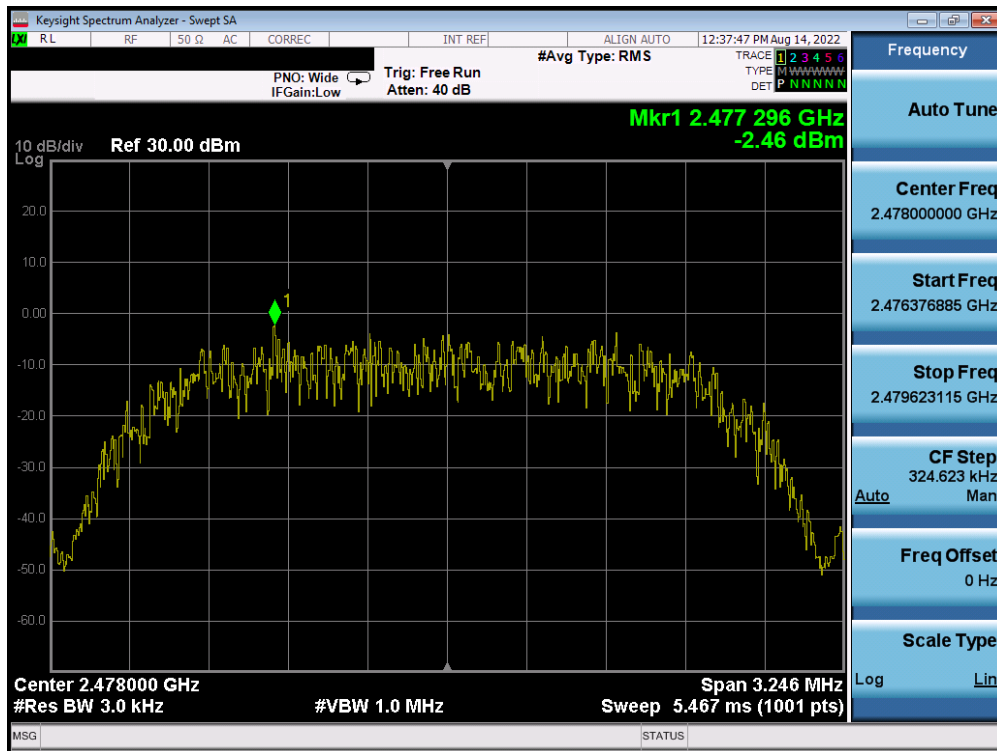 Keysight Spectrum Analyzer - Swept SA
LXI RL RF 50 Ω AC CORREC INT REF ALIGN AUTO 12:37:47 PM Aug 14, 2022
PNO: Wide
IFGain:Low
Trig: Free Run
Atten: 40 dB
#Avg Type: RMS
TRACE 1 2 3 4 5 6
TYPE M WWWWW
DET P N N N N N
Mkr1 2.477 296 GHz
-2.46 dBm
10 dB/div
Log
Ref 30.00 dBm
20.0
10.0
0.00
-10.0
-20.0
-30.0
-40.0
-50.0
-60.0
1
Center 2.478000 GHz
Span 3.246 MHz
#Res BW 3.0 kHz
#VBW 1.0 MHz
Sweep 5.467 ms (1001 pts)
MSG
STATUS
Frequency
Auto Tune
Center Freq
2.478000000 GHz
Start Freq
2.476376885 GHz
Stop Freq
2.479623115 GHz
CF Step
324.623 kHz
Auto Man
Freq Offset
0 Hz
Scale Type
Log Lin